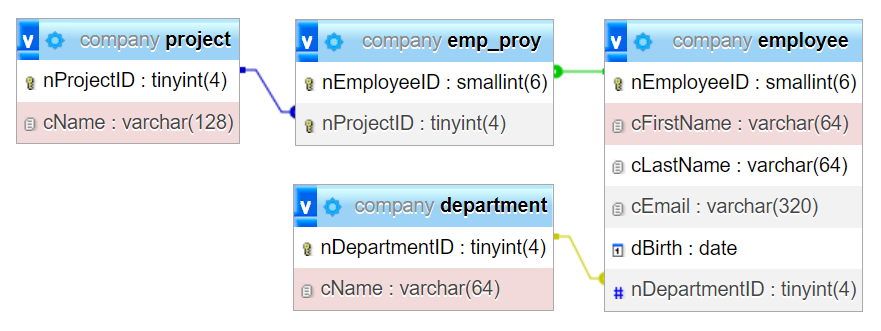 v company project
nProjectID : tinyint(4)
cName : varchar(128)
v company emp_proy
nEmployeeID : smallint(6)
nProjectID : tinyint(4)
v company employee
nEmployeeID : smallint(6)
cFirstName : varchar(64)
cLastName : varchar(64)
cEmail : varchar(320)
1 dBirth : date
# nDepartmentID : tinyint(4)
v company department
nDepartmentID : tinyint(4)
cName : varchar(64)